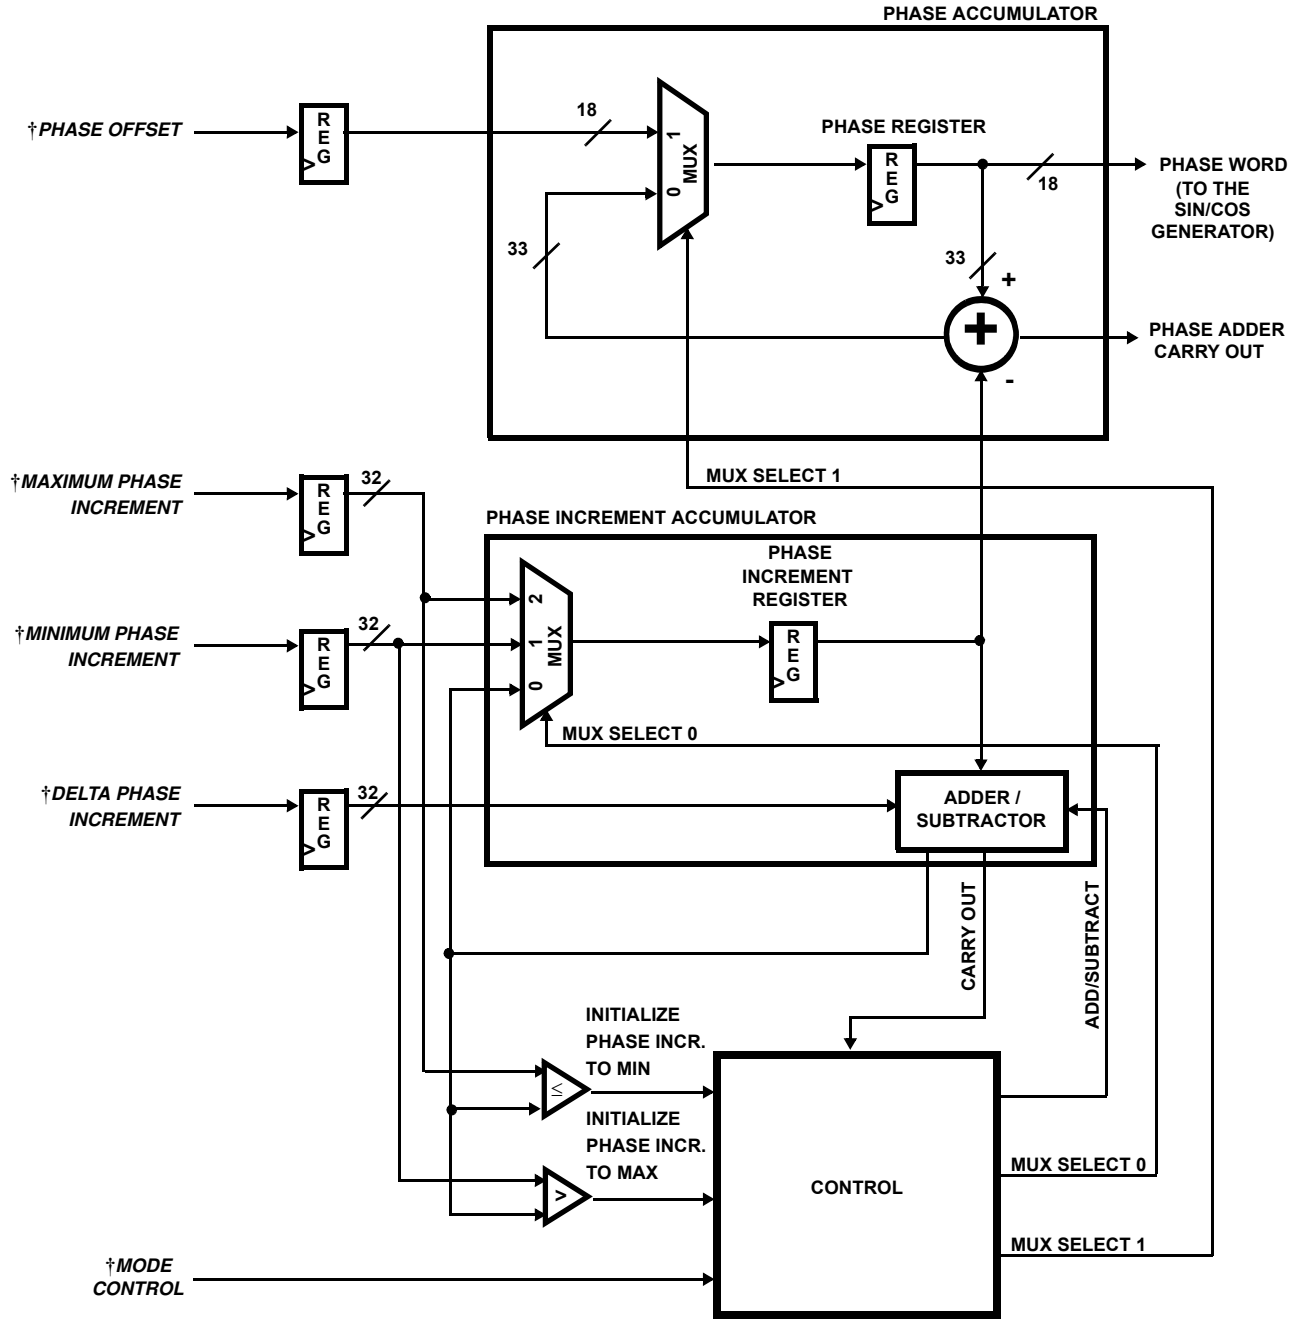 PHASE ACCUMULATOR
†PHASE OFFSET
R
E
G
18
MUX
1
0
PHASE REGISTER
R
E
G
18
PHASE WORD
(TO THE
SIN/COS
GENERATOR)
33
33
+
+
-
PHASE ADDER
CARRY OUT
†MAXIMUM PHASE
INCREMENT
R
E
G
32
MUX SELECT 1
PHASE INCREMENT ACCUMULATOR
PHASE
INCREMENT
REGISTER
2
1
0
MUX
R
E
G
†MINIMUM PHASE
INCREMENT
R
E
G
32
MUX SELECT 0
†DELTA PHASE
INCREMENT
R
E
G
32
ADDER /
SUBTRACTOR
CARRY OUT
ADD/SUBTRACT
INITIALIZE
PHASE INCR.
TO MIN
≤
INITIALIZE
PHASE INCR.
TO MAX
>
CONTROL
MUX SELECT 0
MUX SELECT 1
†MODE
CONTROL